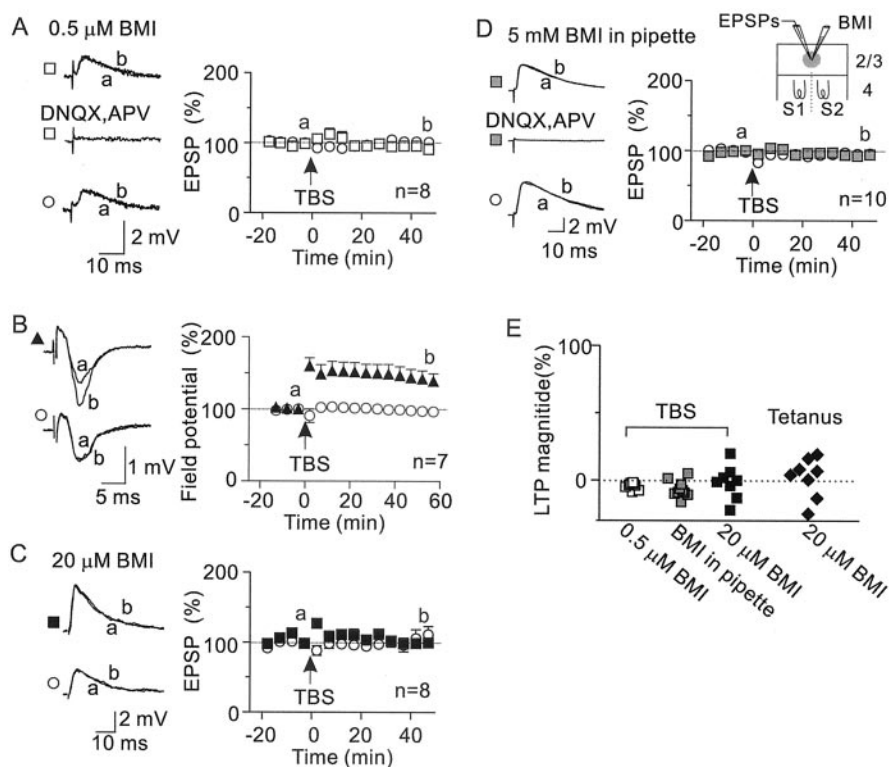 A 0.5 µM BMI
b
a
DNQX,APV
b
a
2 mV
10 ms
EPSP (%)
200
100
0
a
b
TBS
n=8
-20 0 20 40
Time (min)
B
a
b
a
b
1 mV
5 ms
Field potential (%)
200
100
0
a
b
TBS
n=7
0 20 40 60
Time (min)
C 20 µM BMI
b
a
b
a
2 mV
10 ms
EPSP (%)
200
100
0
a
b
TBS
n=8
-20 0 20 40
Time (min)
D 5 mM BMI in pipette
b
a
DNQX,APV
b
a
2 mV
10 ms
EPSPs
BMI
2/3
4
S1 S2
EPSP (%)
200
100
0
a
b
TBS
n=10
-20 0 20 40
Time (min)
E
LTP magnitide(%)
100
0
TBS
Tetanus
0.5 µM BMI
BMI in pipette
20 µM BMI
20 µM BMI